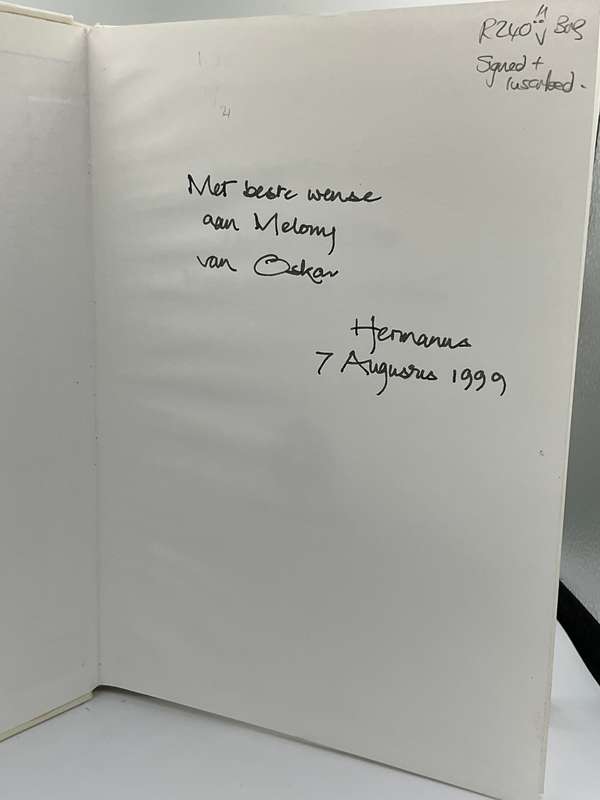 R240
Signed +
inscribed.
Met beste wense
aan Melony
van Oskar
Hermanus
7 Augustus 1999